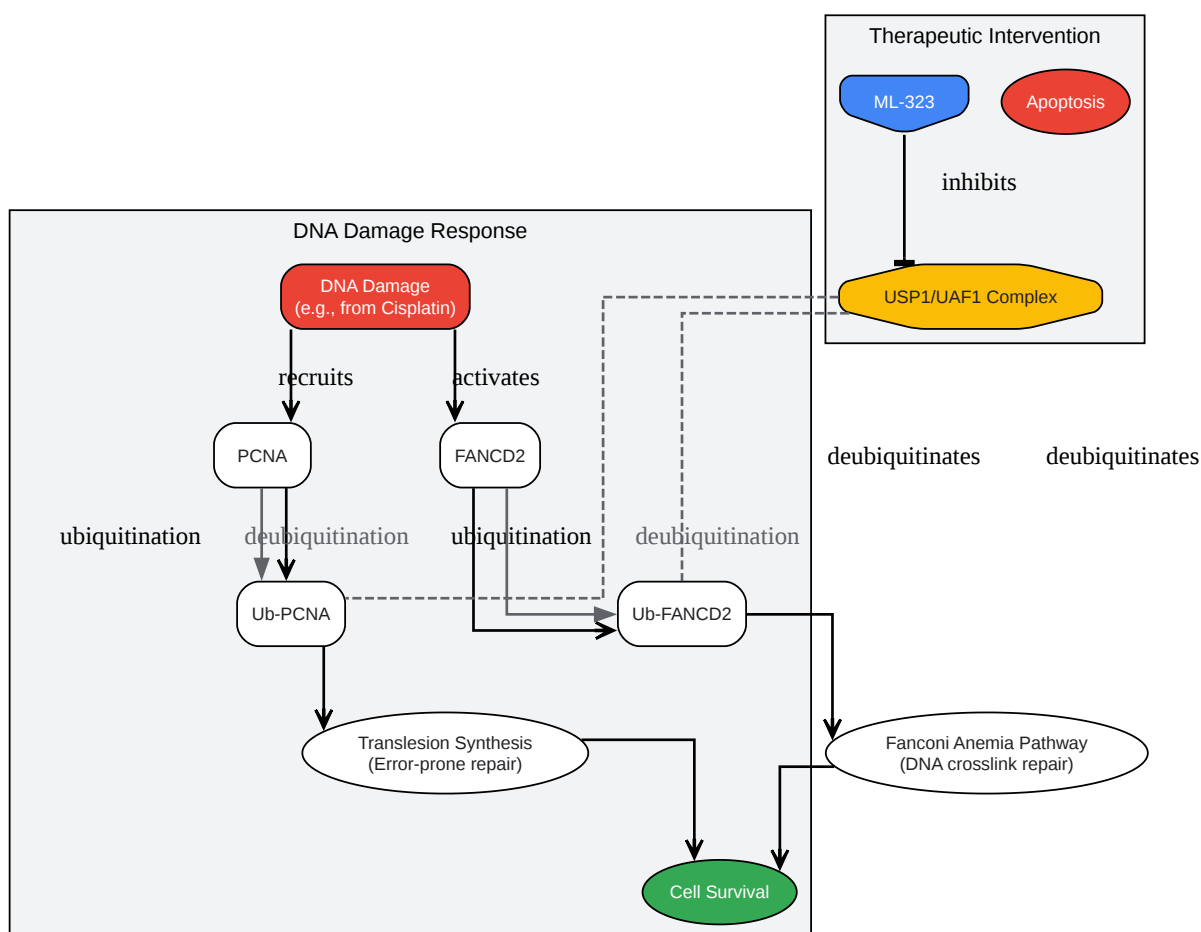 Therapeutic Intervention
ML-323
Apoptosis
inhibits
DNA Damage Response
DNA Damage
(e.g., from Cisplatin)
USP1/UAF1 Complex
recruits
activates
PCNA
FANCD2
deubiquitinates
deubiquitinates
ubiquitination
deubiquitination
ubiquitination
deubiquitination
Ub-PCNA
Ub-FANCD2
Translesion Synthesis
(Error-prone repair)
Fanconi Anemia Pathway
(DNA crosslink repair)
Cell Survival